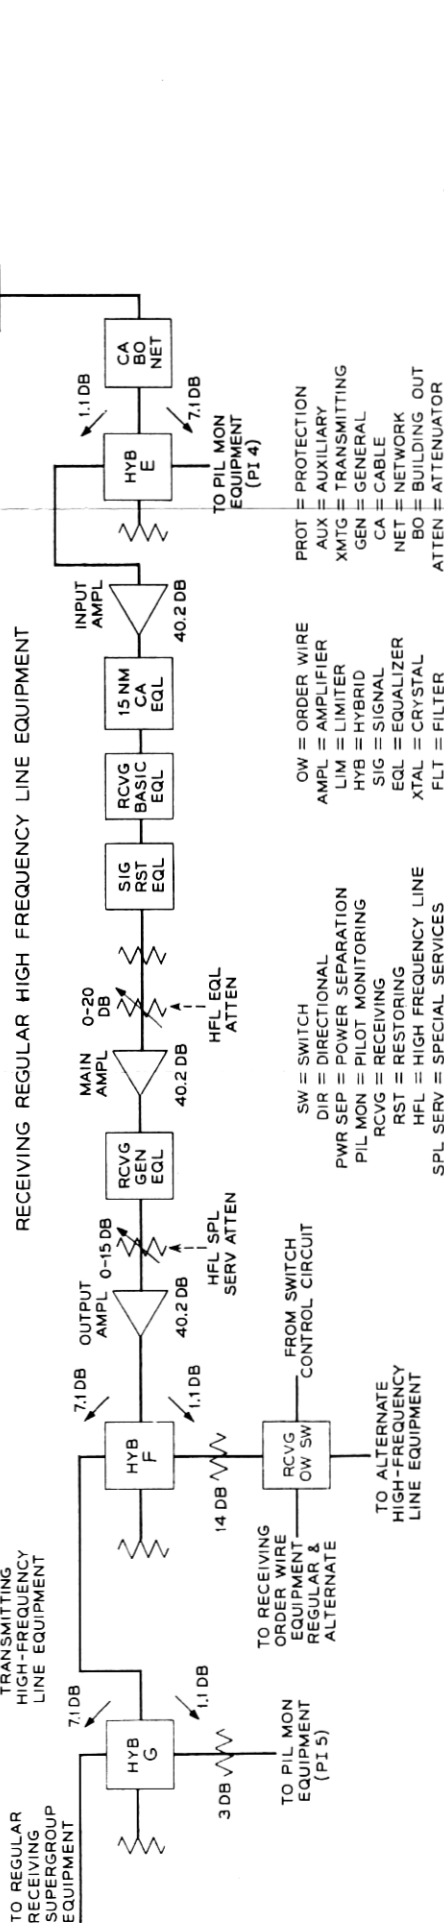 RECEIVING REGULAR HIGH FREQUENCY LINE EQUIPMENT
TO REGULAR
RECEIVING
SUPERGROUP
EQUIPMENT
TRANSMITTING
HIGH-FREQUENCY
LINE EQUIPMENT
7.1 DB
HYB
G
1.1 DB
3 DB
TO PIL MON
EQUIPMENT
(PI 5)
7.1 DB
HYB
F
1.1 DB
14 DB
TO RECEIVING
ORDER WIRE
EQUIPMENT
REGULAR &
ALTERNATE
RCVG
OW SW
FROM SWITCH
CONTROL CIRCUIT
TO ALTERNATE
HIGH-FREQUENCY
LINE EQUIPMENT
OUTPUT
AMPL
40.2 DB
0-15 DB
HFL SPL
SERV ATTEN
RCVG
GEN
EQL
MAIN
AMPL
40.2 DB
0-20
DB
HFL EQL
ATTEN
SIG
RST
EQL
RCVG
BASIC
EQL
15 NM
CA
EQL
INPUT
AMPL
40.2 DB
HYB
E
1.1 DB
7.1 DB
TO PIL MON
EQUIPMENT
(PI 4)
CA
BO
NET
SW = SWITCH
DIR = DIRECTIONAL
PWR SEP = POWER SEPARATION
PIL MON = PILOT MONITORING
RCVG = RECEIVING
RST = RESTORING
HFL = HIGH FREQUENCY LINE
SPL SERV = SPECIAL SERVICES
OW = ORDER WIRE
AMPL = AMPLIFIER
LIM = LIMITER
HYB = HYBRID
SIG = SIGNAL
EQL = EQUALIZER
XTAL = CRYSTAL
FLT = FILTER
PROT = PROTECTION
AUX = AUXILIARY
XMTG = TRANSMITTING
GEN = GENERAL
CA = CABLE
NET = NETWORK
BO = BUILDING OUT
ATTEN = ATTENUATOR